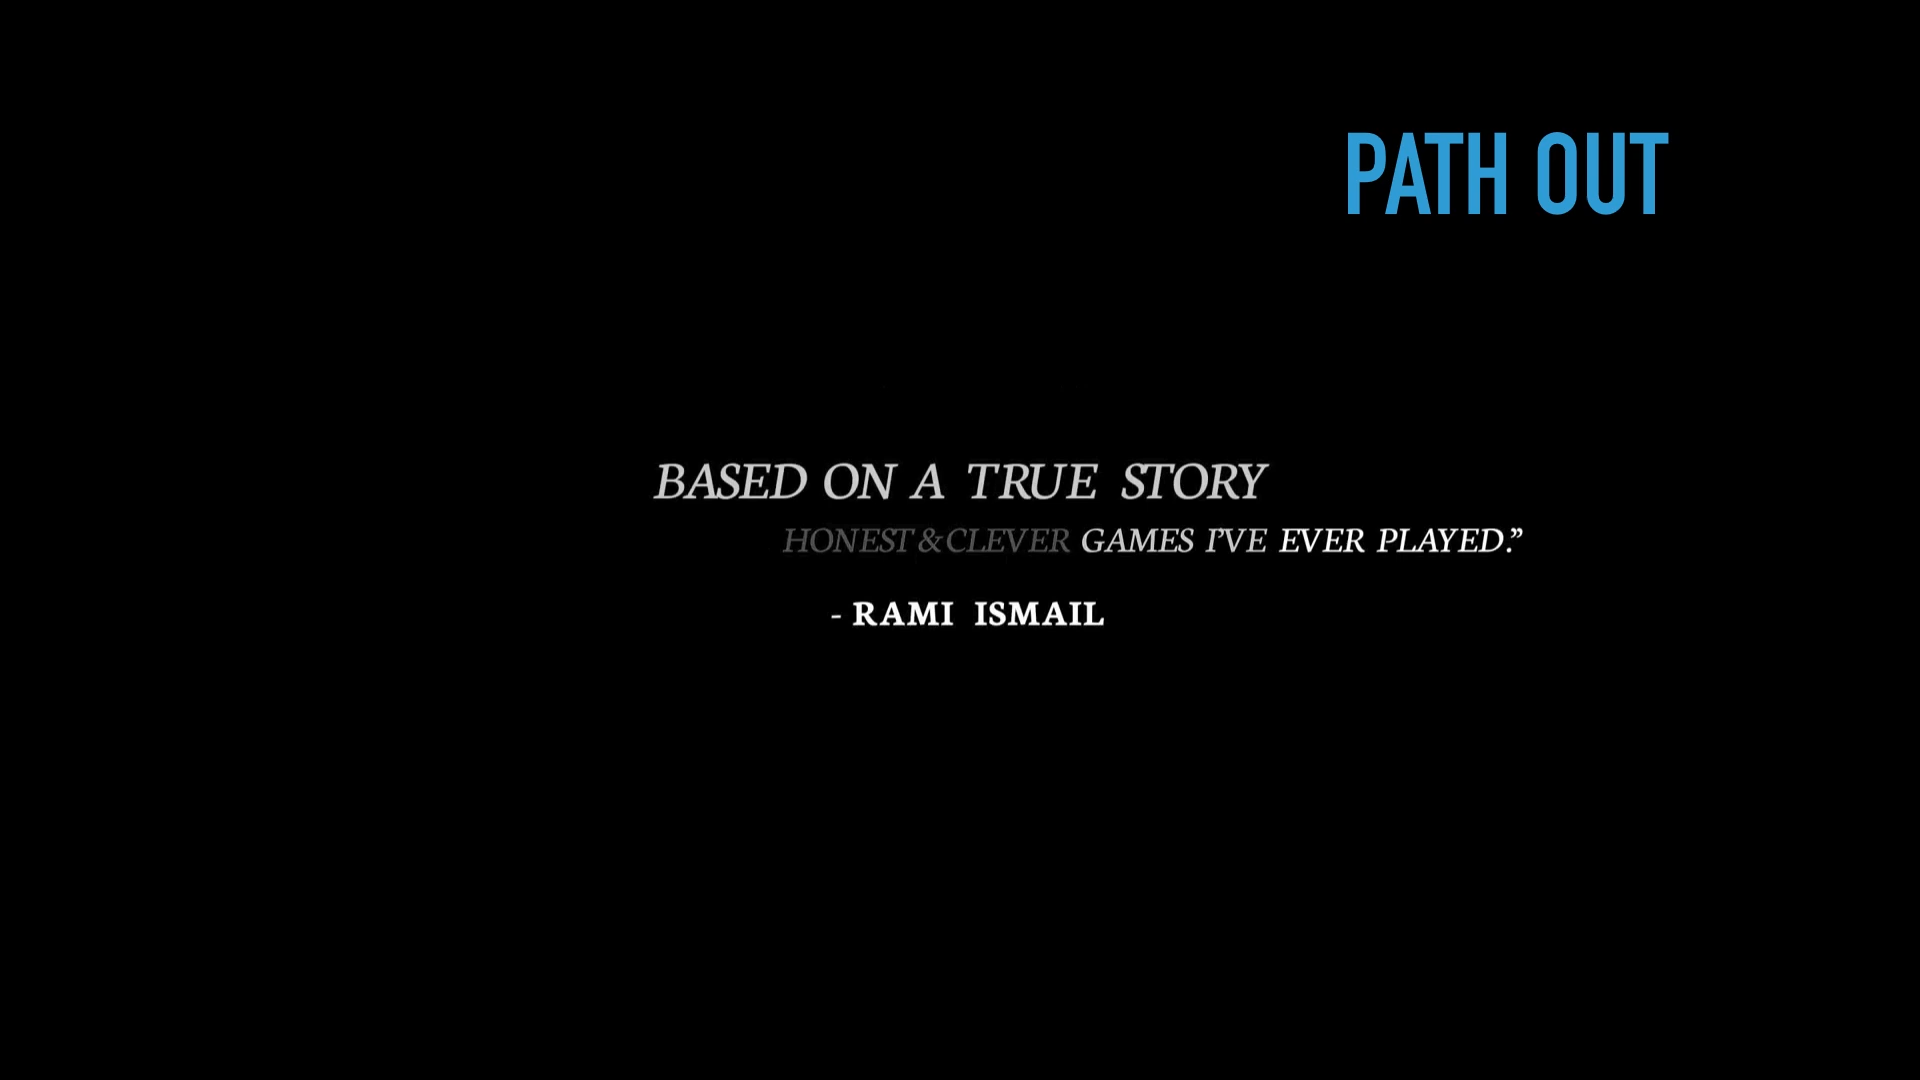 PATH OUT
BASED ON A TRUE STORY
HONEST & CLEVER GAMES I'VE EVER PLAYED.”
- RAMI ISMAIL